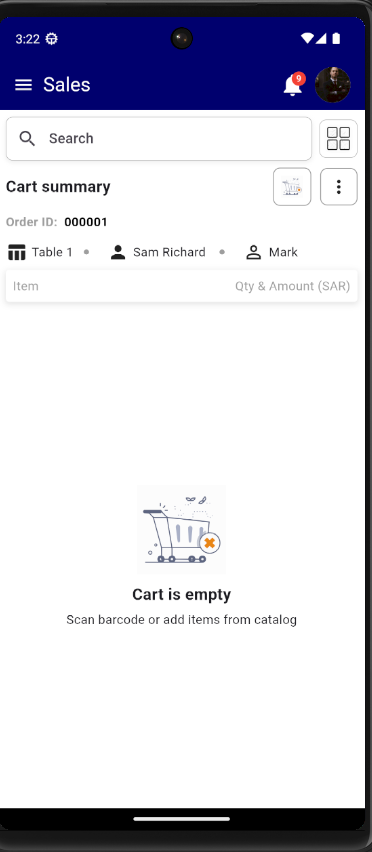 3:22
Sales
9
Search
Cart summary
Order ID: 000001
Table 1 • Sam Richard • Mark
Item Qty & Amount (SAR)
Cart is empty
Scan barcode or add items from catalog